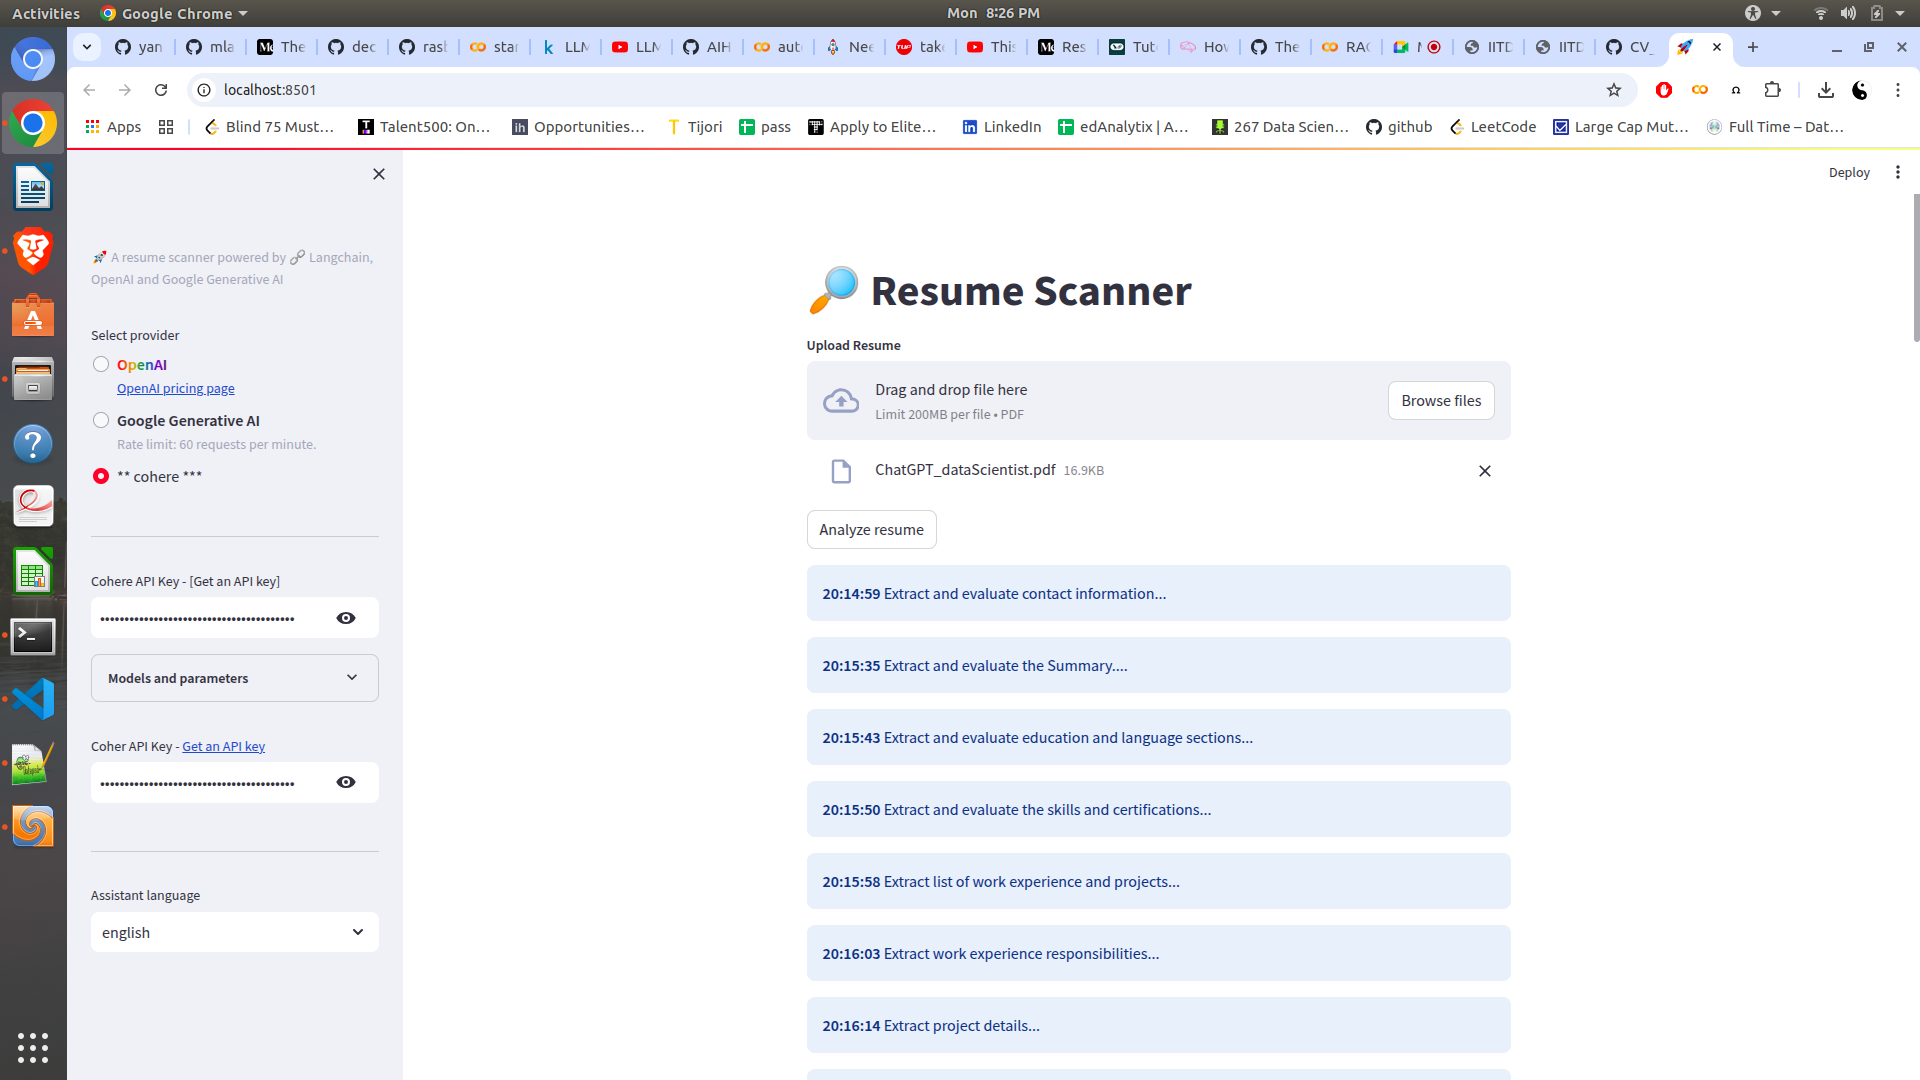 Activities Google Chrome Mon 8:26 PM
yan mla The dec rasl star LLM LLM AIH aut Nee take This Res Tut Hov The RAC IITD IITD CV_
localhost:8501
Apps Blind 75 Must... Talent500: On... Opportunities... Tijori pass Apply to Elite... LinkedIn edAnalytix | A... 267 Data Scien... github LeetCode Large Cap Mut... Full Time – Dat...
Deploy
🚀 A resume scanner powered by 🔗 Langchain,
OpenAI and Google Generative AI
Select provider
OpenAI
OpenAI pricing page
Google Generative AI
Rate limit: 60 requests per minute.
** cohere ***
Cohere API Key - [Get an API key]
Models and parameters
Coher API Key - Get an API key
Assistant language
english
🔎 Resume Scanner
Upload Resume
Drag and drop file here
Limit 200MB per file • PDF
Browse files
ChatGPT_dataScientist.pdf 16.9KB
Analyze resume
20:14:59 Extract and evaluate contact information...
20:15:35 Extract and evaluate the Summary....
20:15:43 Extract and evaluate education and language sections...
20:15:50 Extract and evaluate the skills and certifications...
20:15:58 Extract list of work experience and projects...
20:16:03 Extract work experience responsibilities...
20:16:14 Extract project details...